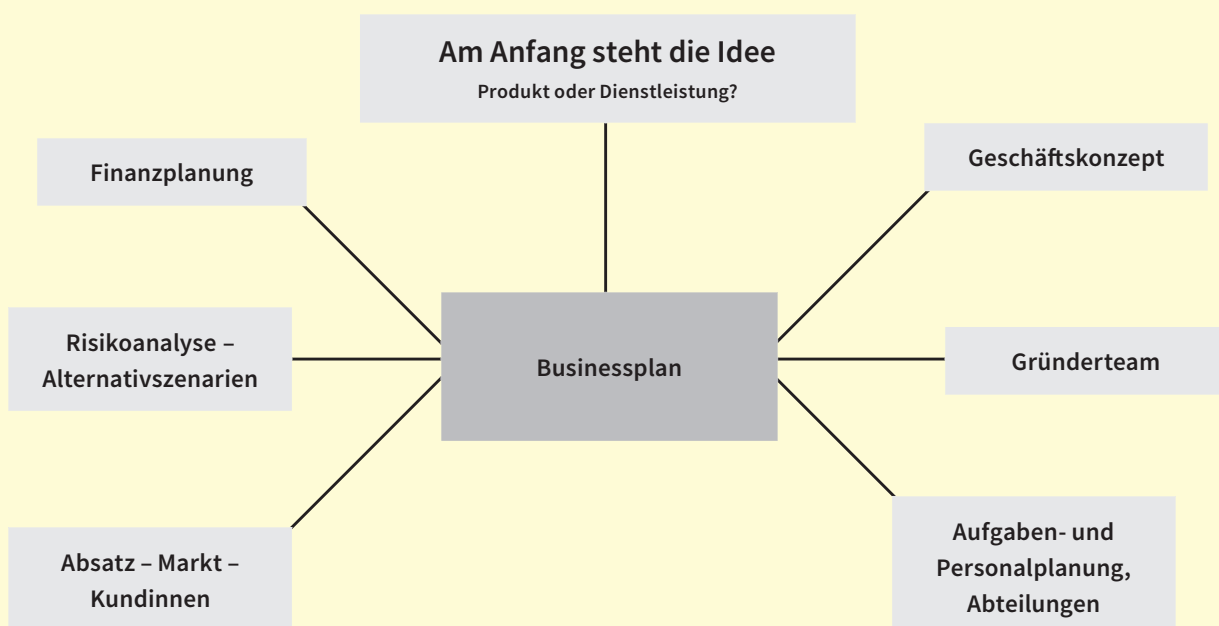 Am Anfang steht die Idee
Produkt oder Dienstleistung?
Finanzplanung
Geschäftskonzept
Risikoanalyse –
Alternativszenarien
Businessplan
Gründerteam
Absatz – Markt –
Kundinnen
Aufgaben- und
Personalplanung,
Abteilungen